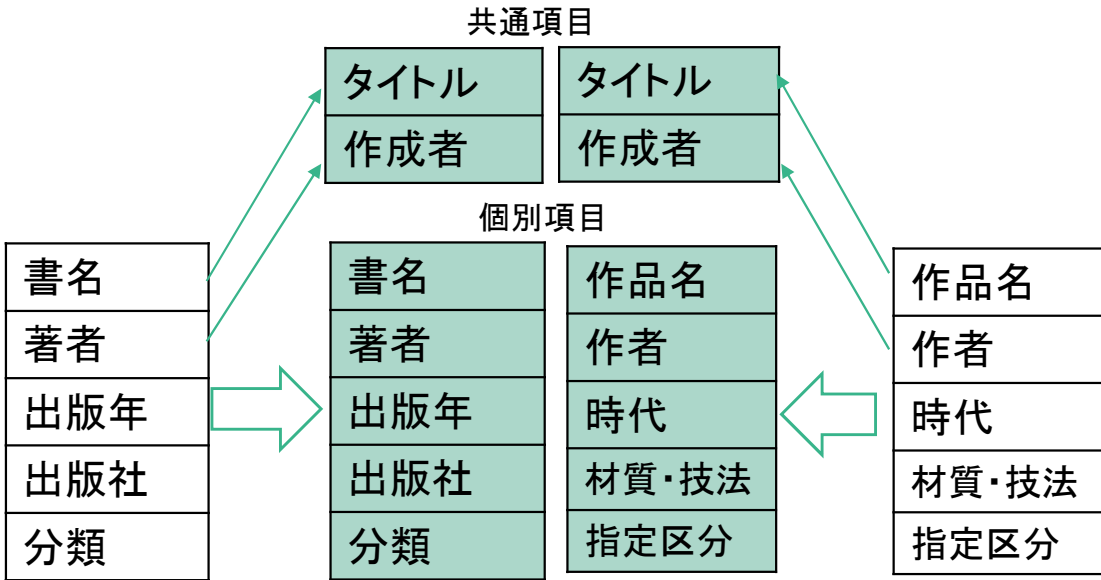 共通項目
タイトル
作成者
タイトル
作成者
個別項目
書名
著者
出版年
出版社
分類
書名
著者
出版年
出版社
分類
作品名
作者
時代
材質・技法
指定区分
作品名
作者
時代
材質・技法
指定区分